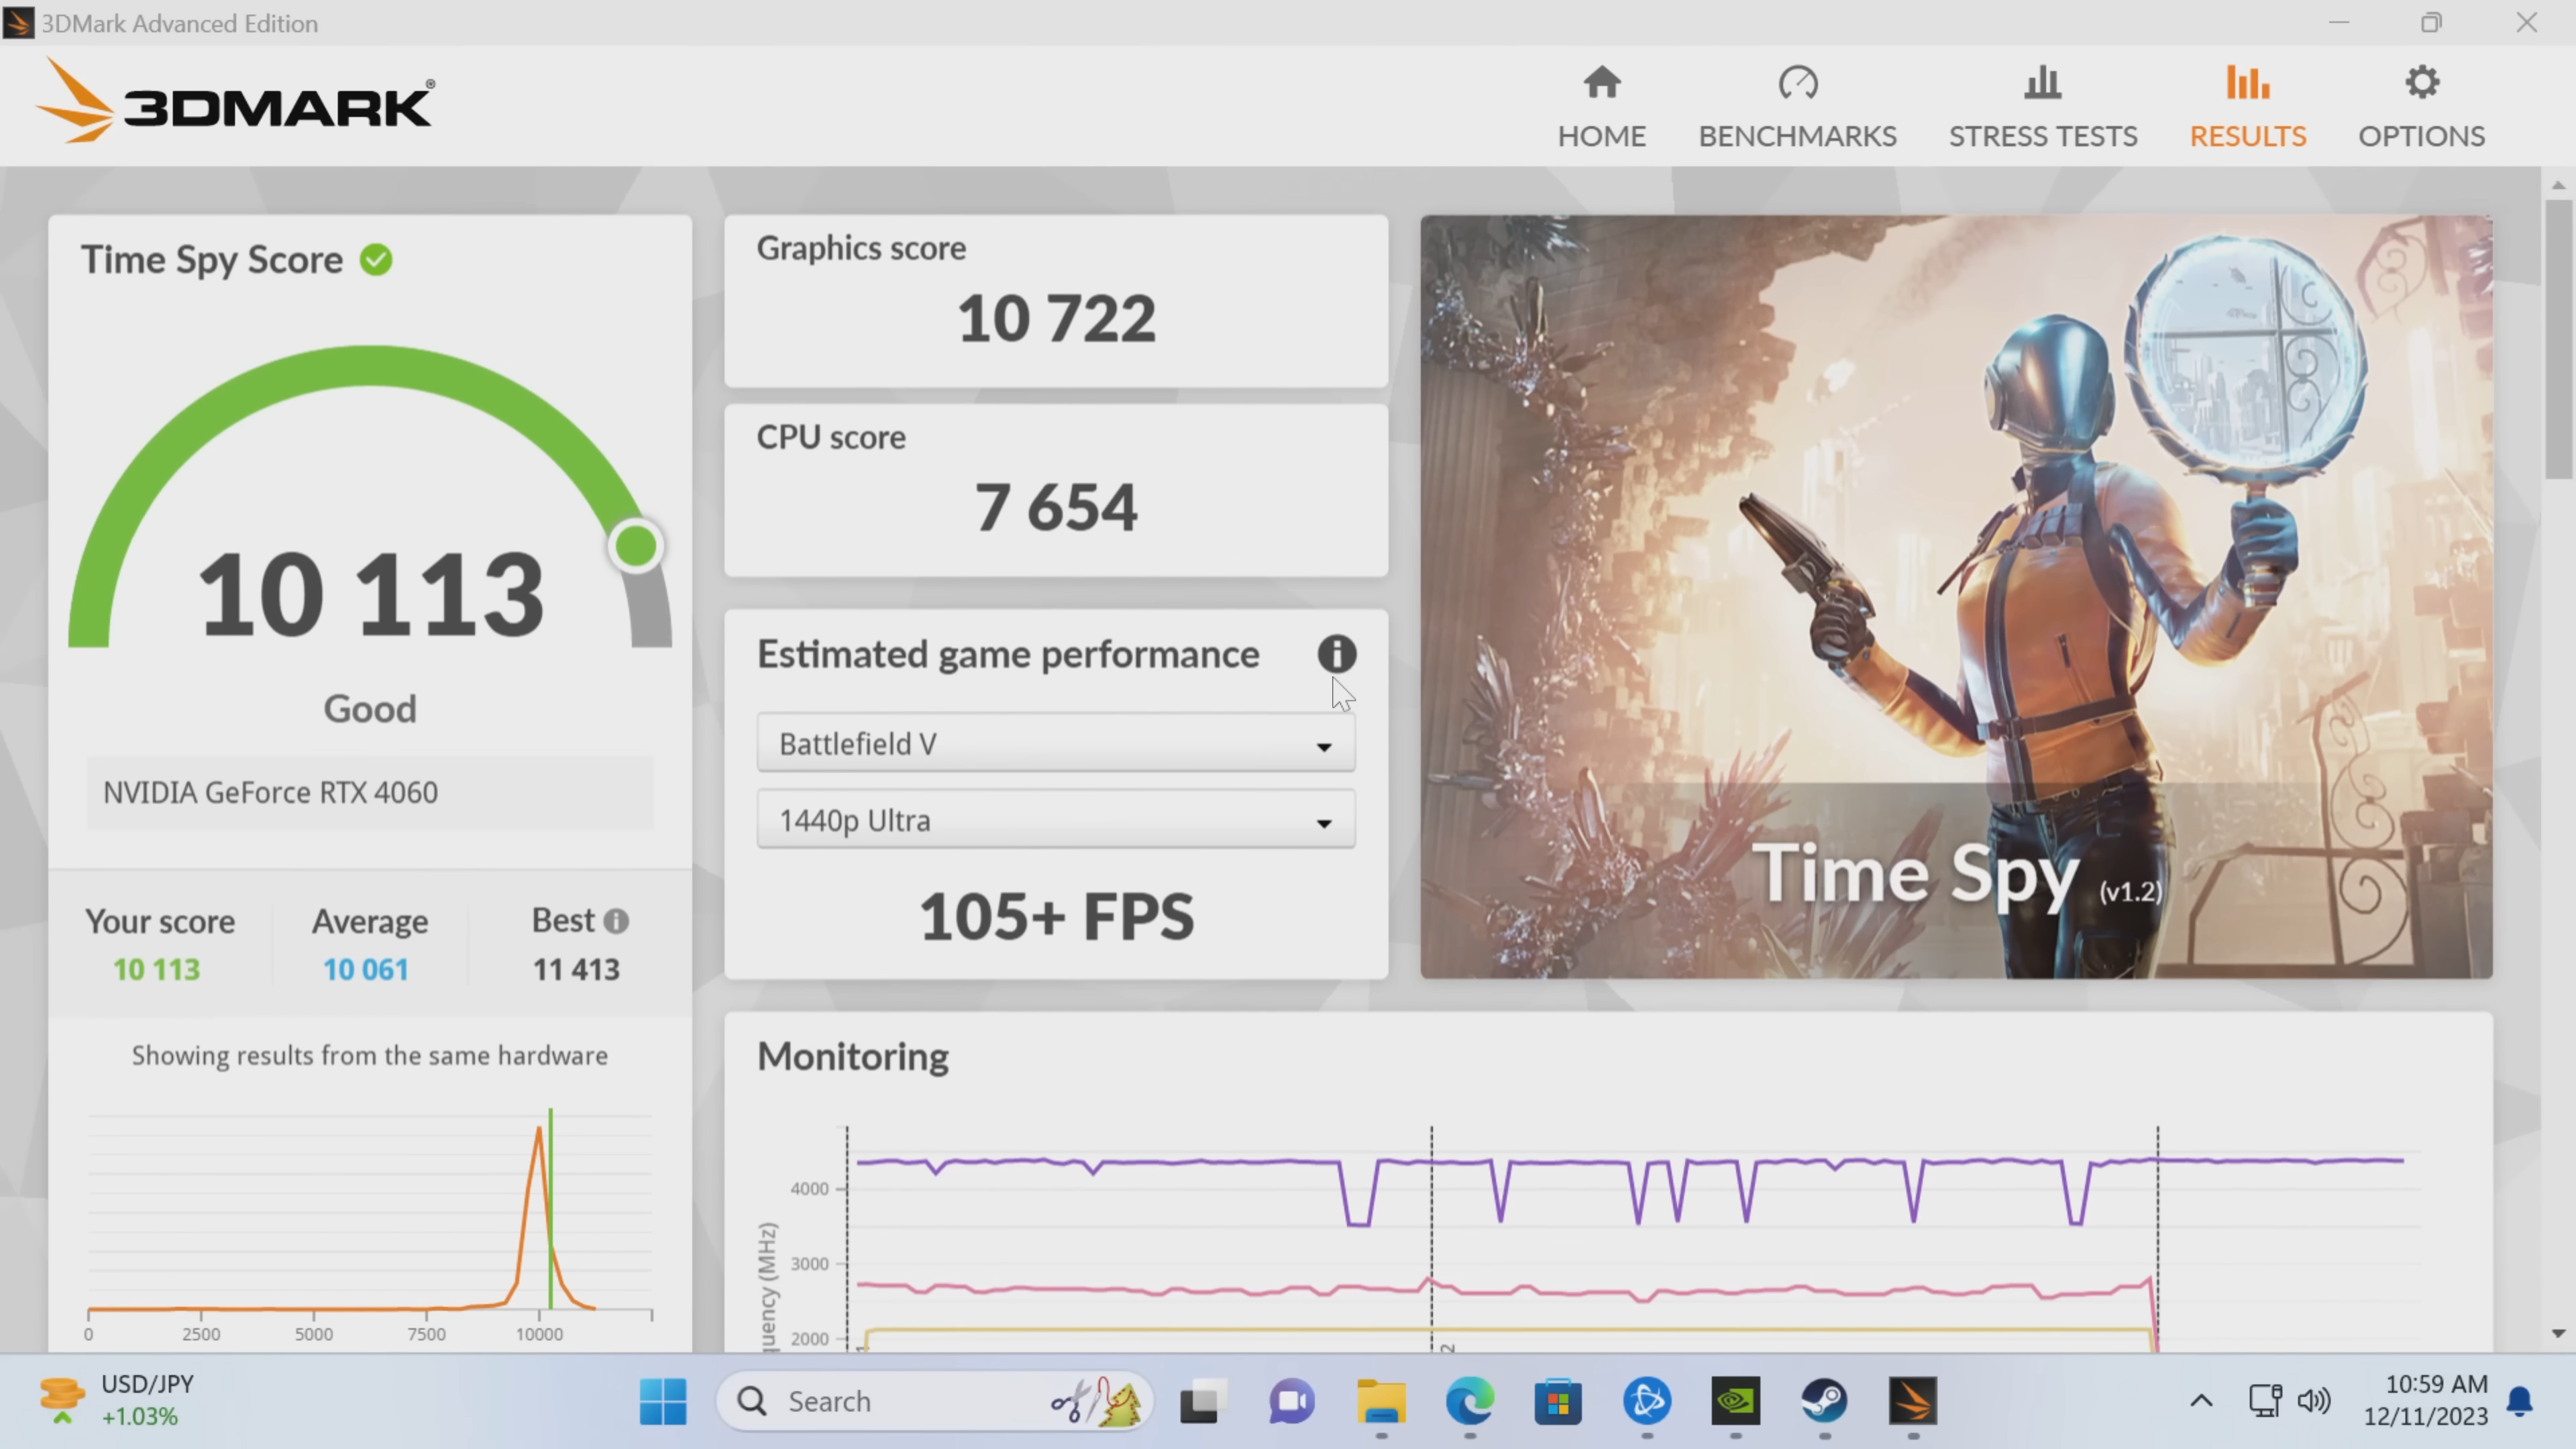 3DMark Advanced Edition
3DMARK®
HOME
BENCHMARKS
STRESS TESTS
RESULTS
OPTIONS
Time Spy Score
10 113
Good
NVIDIA GeForce RTX 4060
Your score
10 113
Average
10 061
Best
11 413
Showing results from the same hardware
0
2500
5000
7500
10000
Graphics score
10 722
CPU score
7 654
Estimated game performance
Battlefield V
1440p Ultra
105+ FPS
Time Spy (v1.2)
Monitoring
4000
3000
2000
(MHz)
2
USD/JPY
+1.03%
Search
10:59 AM
12/11/2023